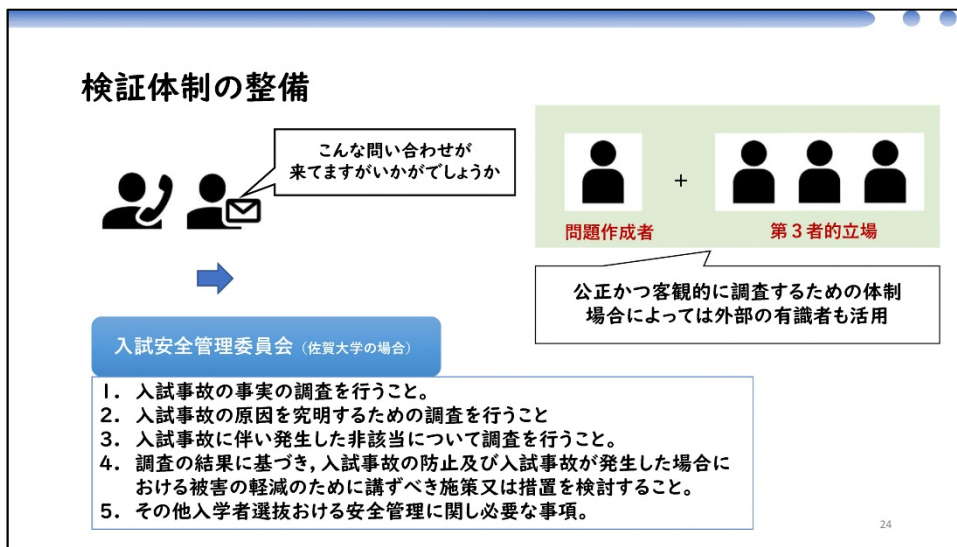 検証体制の整備
こんな問い合わせが
来てますがいかがでしょうか
+
問題作成者
第3者的立場
公正かつ客観的に調査するための体制
場合によっては外部の有識者も活用
入試安全管理委員会（佐賀大学の場合）
1. 入試事故の事実の調査を行うこと。
2. 入試事故の原因を究明するための調査を行うこと
3. 入試事故に伴い発生した非該当について調査を行うこと。
4. 調査の結果に基づき，入試事故の防止及び入試事故が発生した場合に
おける被害の軽減のために講ずべき施策又は措置を検討すること。
5. その他入学者選抜おける安全管理に関し必要な事項。
24